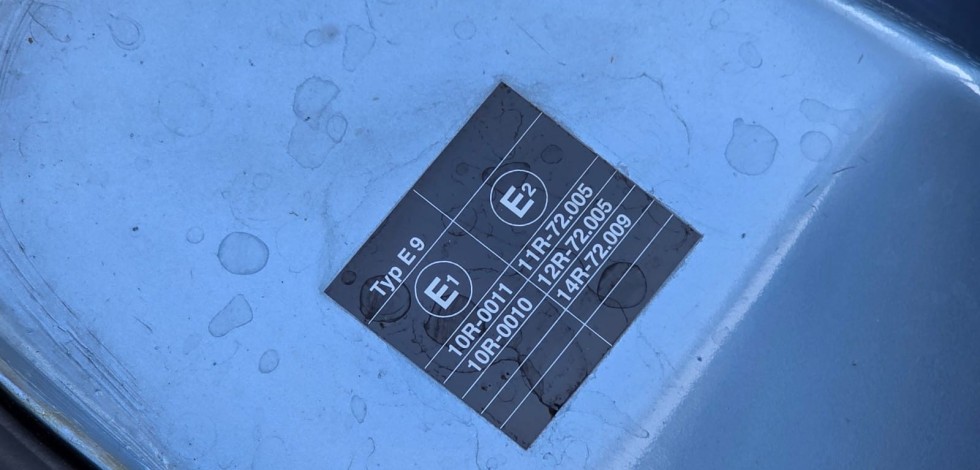 Typ E 9
E1 E2
10R-0011 11R-72.005
10R-0010 12R-72.005
14R-72.009